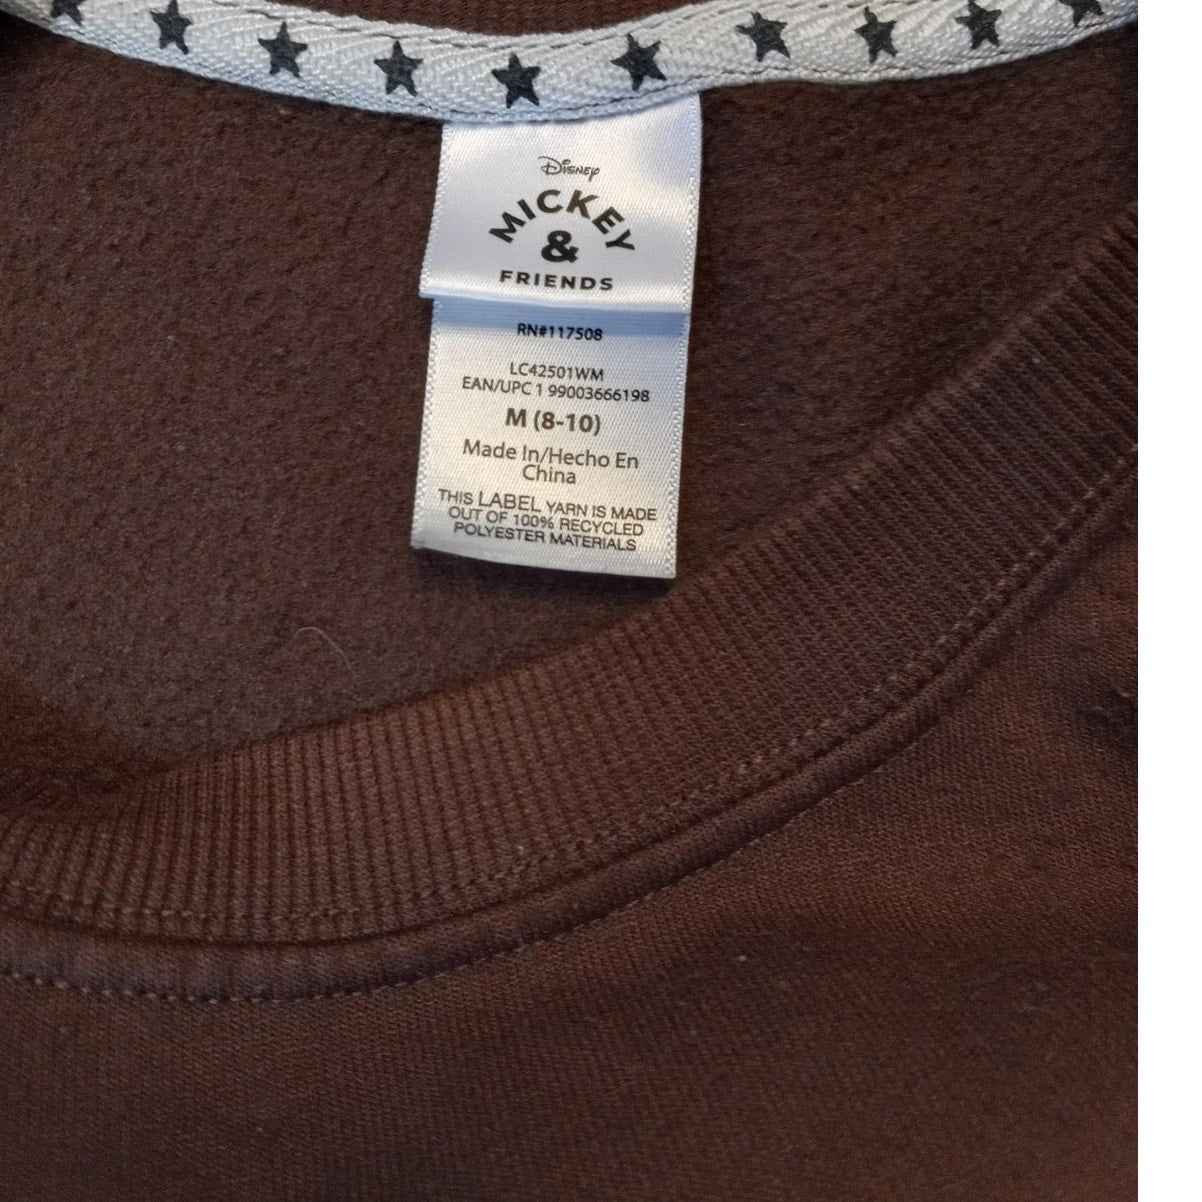 Disney
MICKEY
&
FRIENDS
RN#117508
LC42501WM
EAN/UPC 1 99003666198
M (8-10)
Made In/Hecho En
China
THIS LABEL YARN IS MADE
OUT OF 100% RECYCLED
POLYESTER MATERIALS